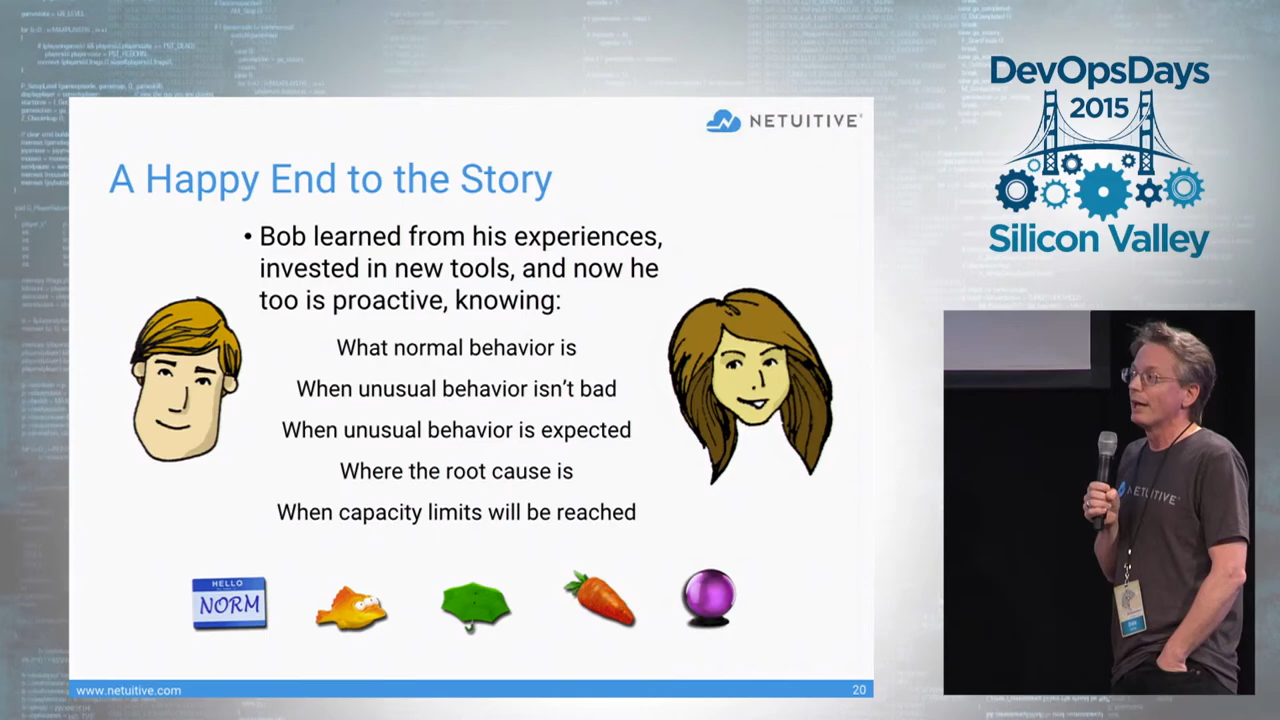 NETUITIVE
A Happy End to the Story
• Bob learned from his experiences,
invested in new tools, and now he
too is proactive, knowing:
What normal behavior is
When unusual behavior isn't bad
When unusual behavior is expected
Where the root cause is
When capacity limits will be reached
HELLO
NORM
www.netuitive.com
20
DevOpsDays
2015
Silicon Valley
NETUITIVE